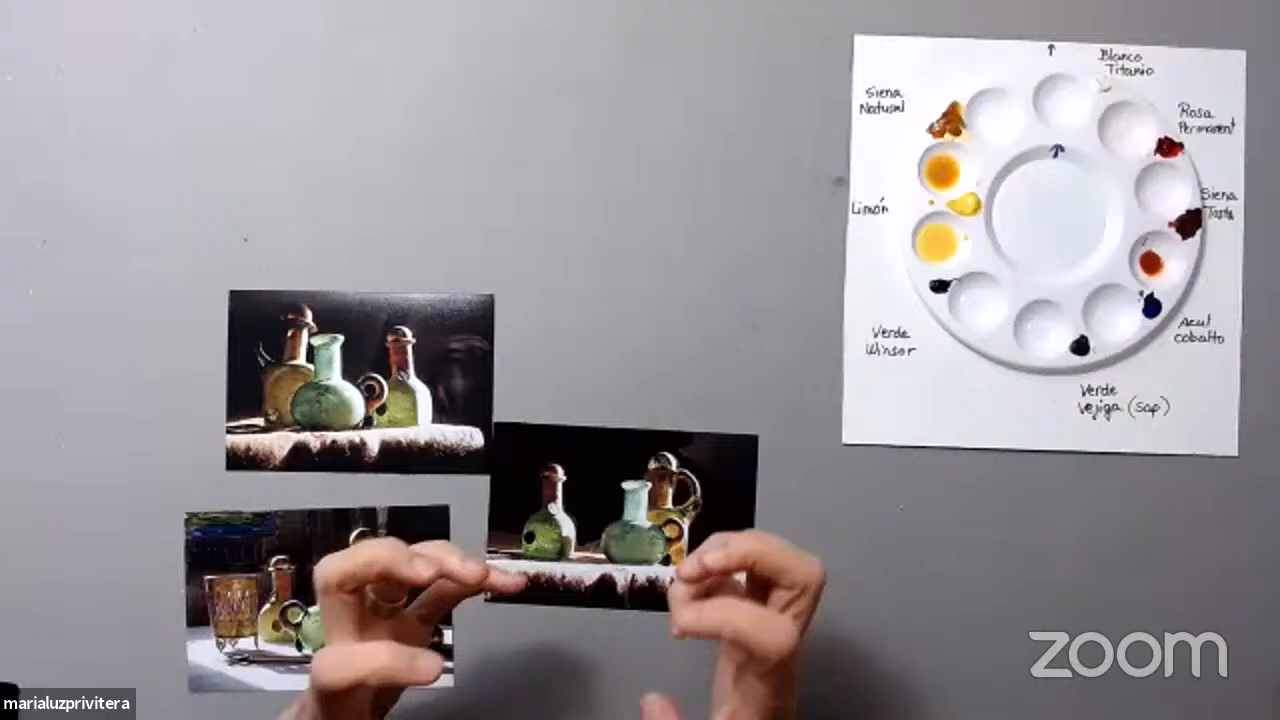 Blanco
Titanio
Siena
Natural
Rosa
Permanent
Limón
Siena
Tosta
Verde
Winsor
Azul
Cobalto
Verde
vejiga (sap)
zoom
marialuzprivitera